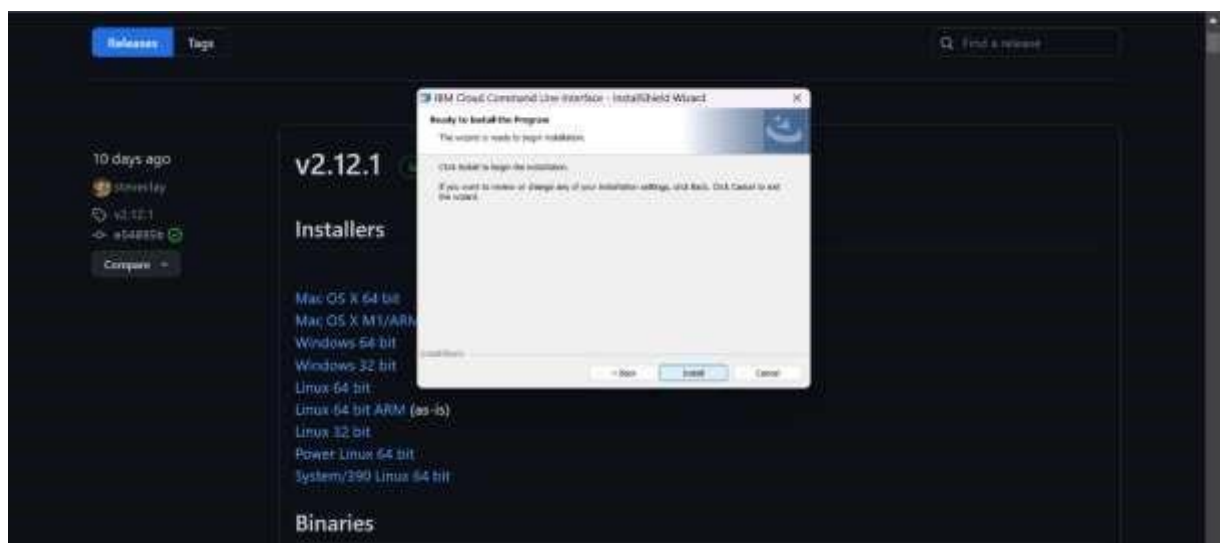 Releases Tags
Find a release
IBM Cloud Command Line Interface - InstallShield Wizard
Ready to Install the Program
The wizard is ready to begin installation.
Click Install to begin the installation.
If you want to review or change any of your installation settings, click Back. Click Cancel to exit
the wizard.
InstallShield
< Back Install Cancel
10 days ago
v2.12.1
Compare
v2.12.1
Installers
Mac OS X 64 bit
Mac OS X M1/ARM
Windows 64 bit
Windows 32 bit
Linux 64 bit
Linux 64 bit ARM (as-is)
Linux 32 bit
Power Linux 64 bit
System/390 Linux 64 bit
Binaries